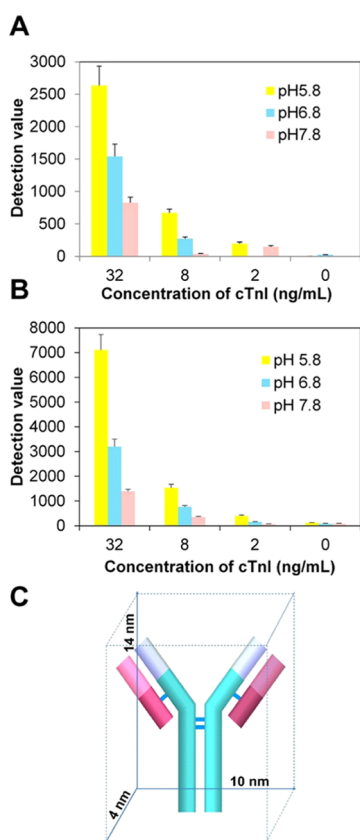 A
3000
2500
2000
1500
1000
500
0
Detection value
pH5.8
pH6.8
pH7.8
32 8 2 0
Concentration of cTnI (ng/mL)
B
8000
7000
6000
5000
4000
3000
2000
1000
0
Detection value
pH 5.8
pH 6.8
pH 7.8
32 8 2 0
Concentration of cTnI (ng/mL)
C
14 nm
10 nm
4 nm